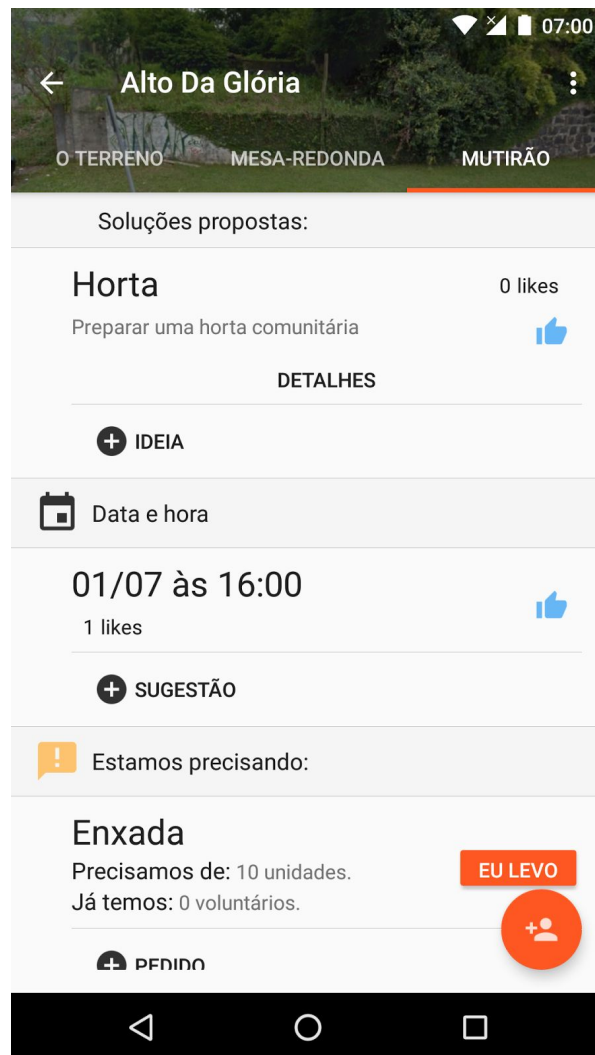 07:00
Alto Da Glória
O TERRENO MESA-REDONDA MUTIRÃO
Soluções propostas:
Horta
0 likes
Preparar uma horta comunitária
DETALHES
IDEIA
Data e hora
01/07 às 16:00
1 likes
SUGESTÃO
Estamos precisando:
Enxada
Precisamos de: 10 unidades.
EU LEVO
Já temos: 0 voluntários.
PEDIDO